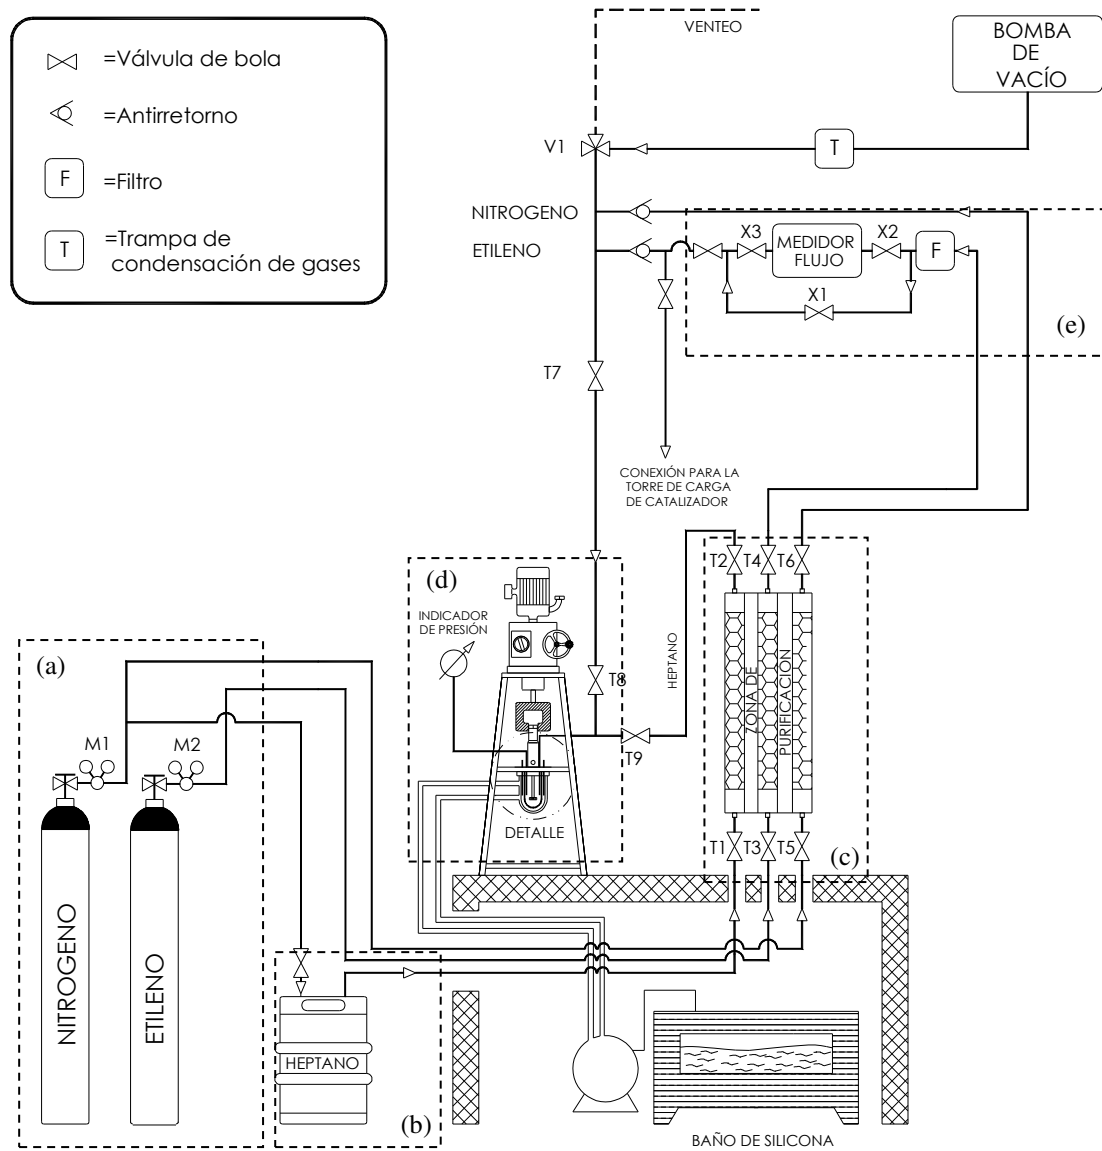 =Válvula de bola
=Antirretorno
F
=Filtro
T
=Trampa de
condensación de gases
VENTEO
BOMBA
DE
VACÍO
V1
T
NITROGENO
ETILENO
X3
MEDIDOR
FLUJO
X2
F
X1
(e)
T7
CONEXIÓN PARA LA
TORRE DE CARGA
DE CATALIZADOR
(d)
INDICADOR
DE PRESIÓN
T2
T4
T6
HEPTANO
ZONA DE
PURIFICACION
T8
T9
DETALLE
T1
T3
T5
(c)
(a)
M1
M2
NITROGENO
ETILENO
HEPTANO
(b)
BAÑO DE SILICONA